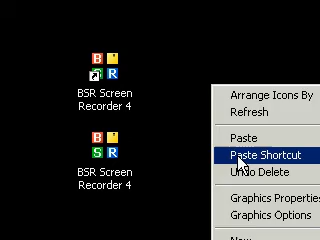 B
R
BSR Screen
Recorder 4
B
S R
BSR Screen
Recorder 4
Arrange Icons By
Refresh
Paste
Paste Shortcut
Undo Delete
Graphics Properties
Graphics Options
New